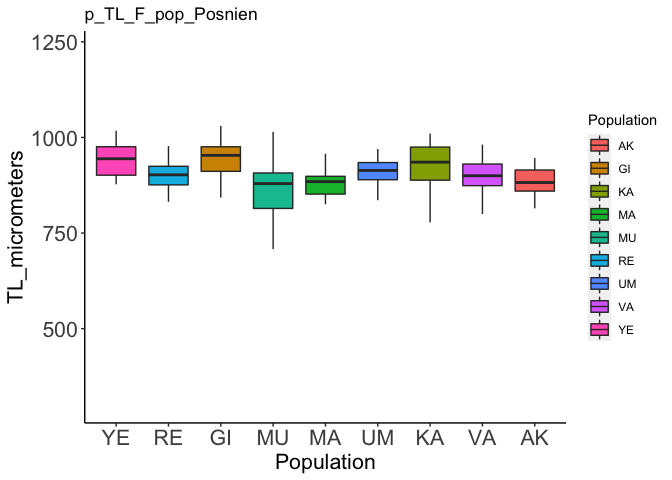 p_TL_F_pop_Posnien
1250
1000
750
500
TL_micrometers
YE RE GI MU MA UM KA VA AK
Population
Population
AK
GI
KA
MA
MU
RE
UM
VA
YE